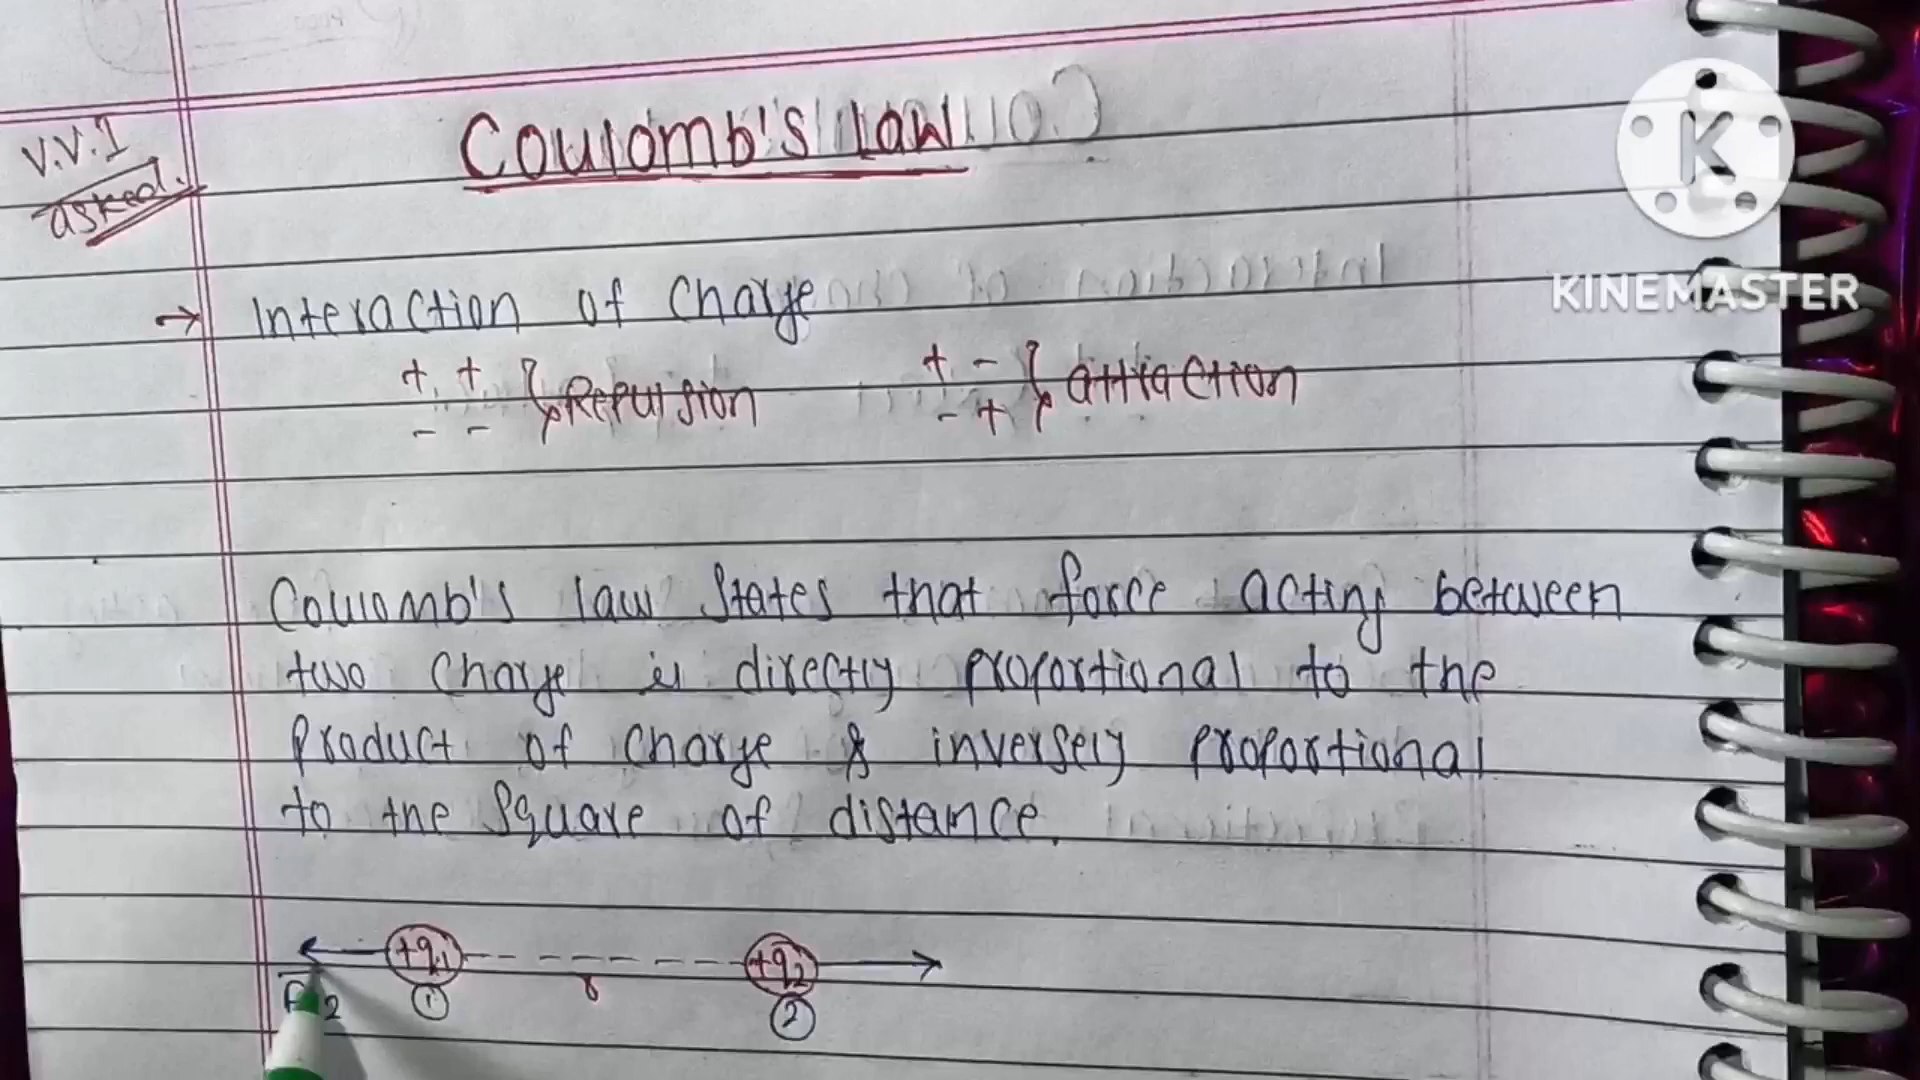 V.V.I
asked.
Coulomb's law
K
KINEMASTER
→ Interaction of Charge
+ + } Repulsion + - } attraction
- - - +
Coulomb's law states that force acting between
two Charge is directly proportional to the
Product of Charge & inversely proportional
to the square of distance.
+q1 +q2
r
① ②